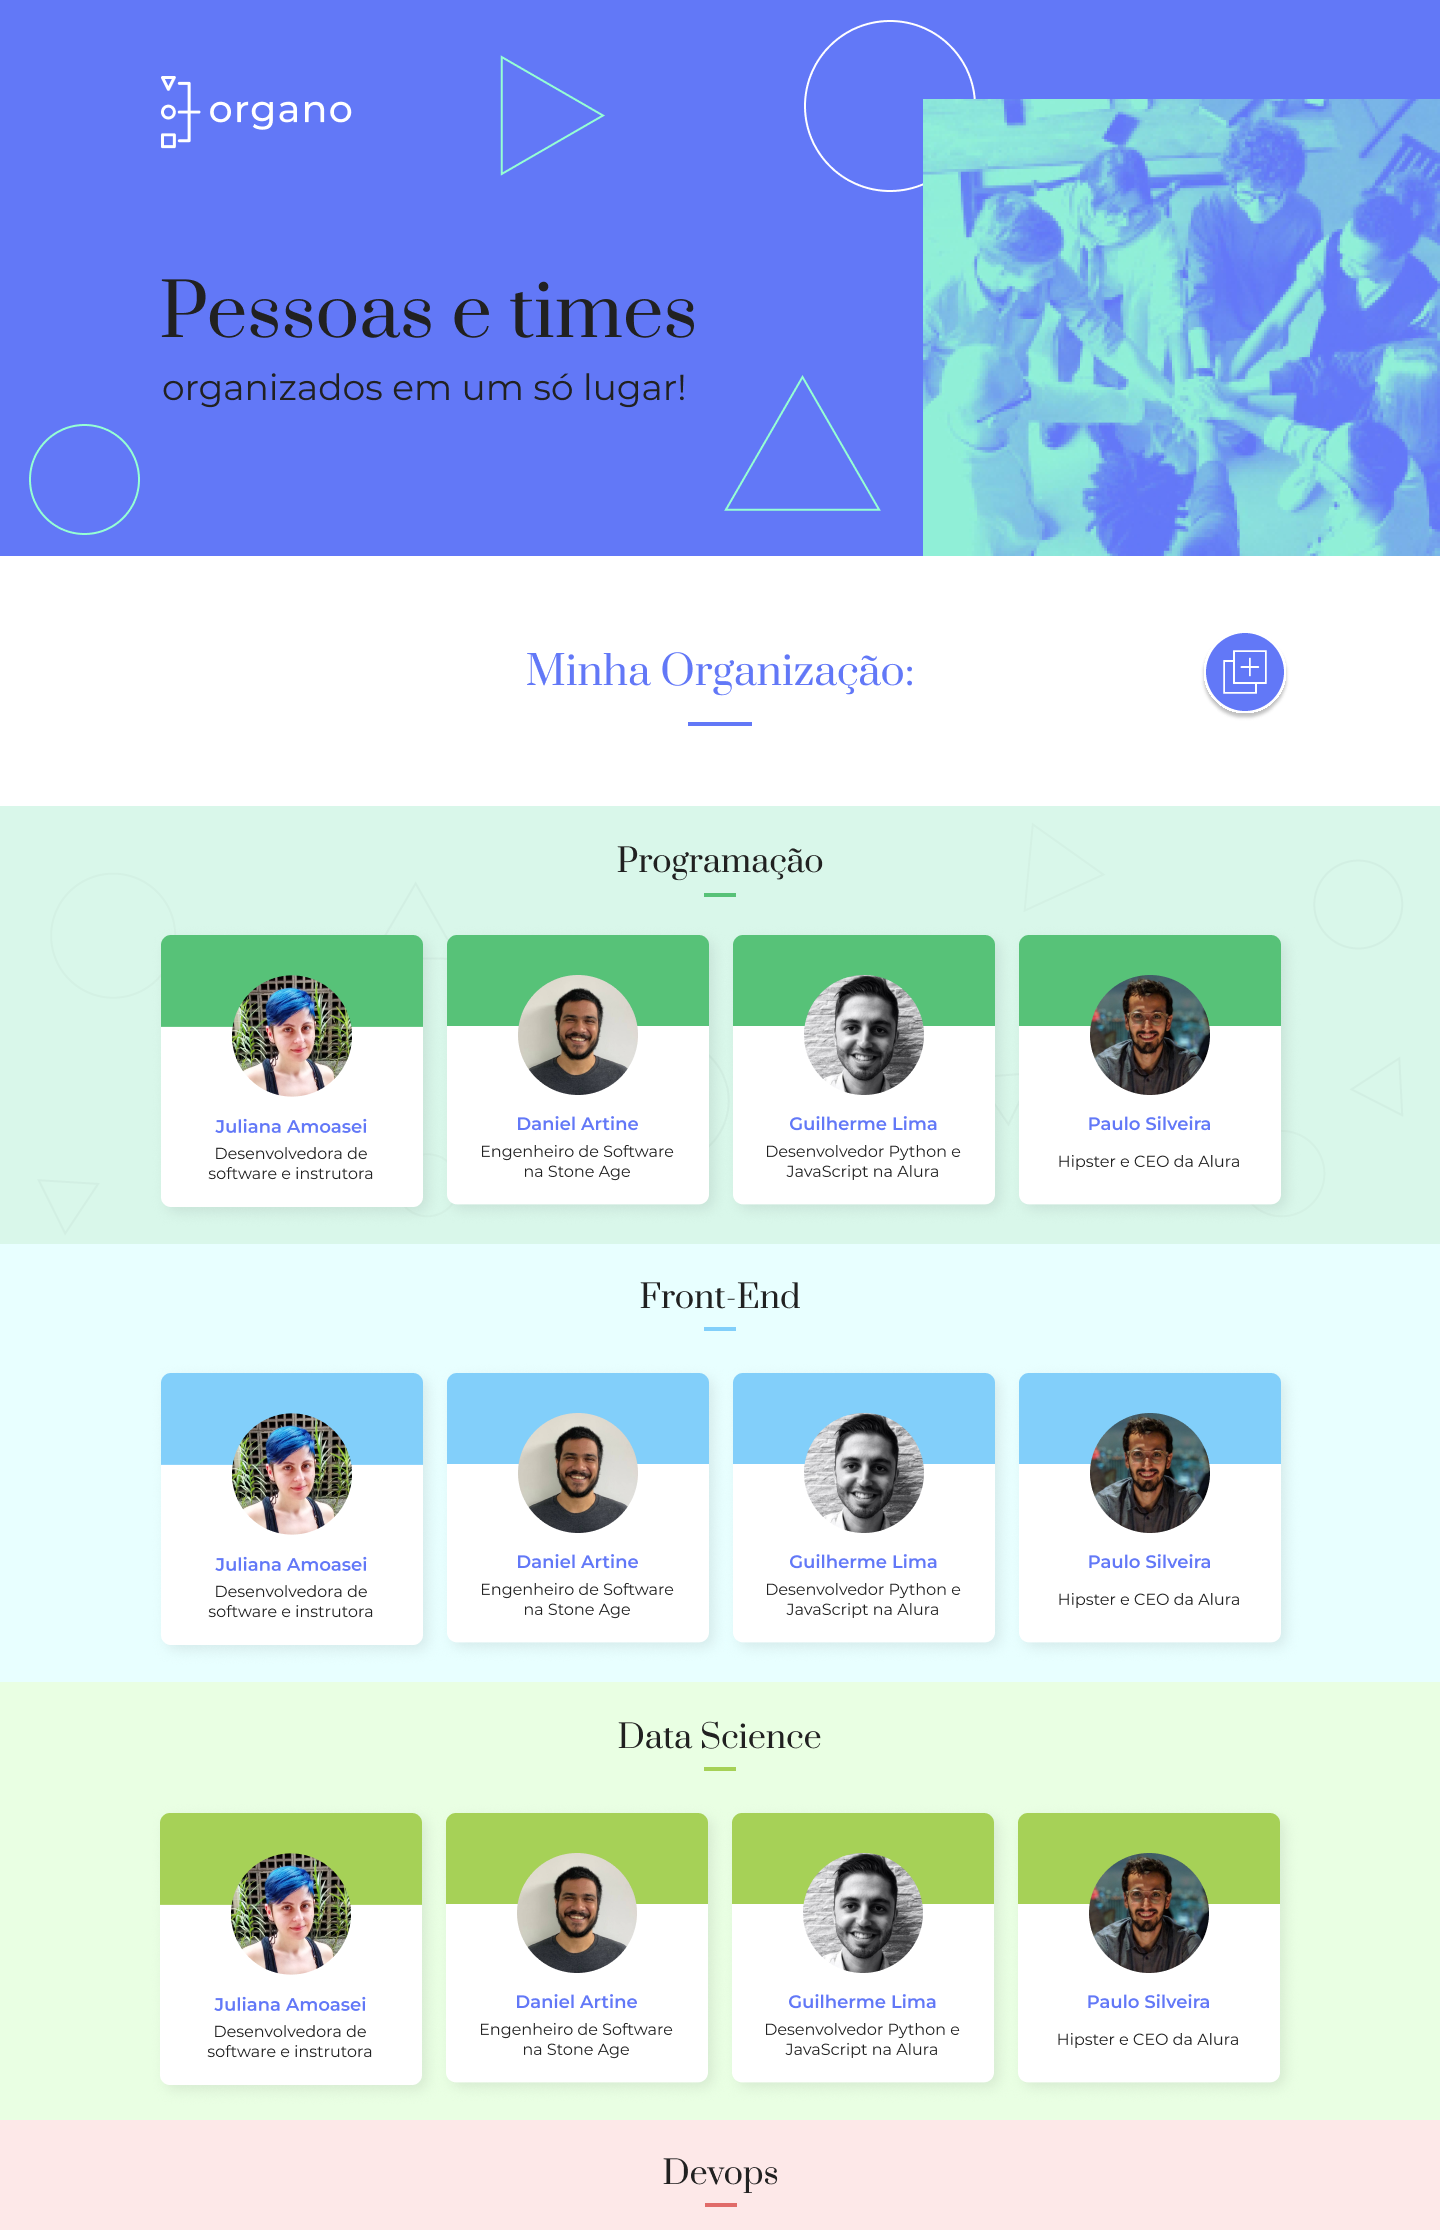 organo
Pessoas e times
organizados em um só lugar!
Minha Organização:
Programação
Juliana Amoasei
Desenvolvedora de
software e instrutora
Daniel Artine
Engenheiro de Software
na Stone Age
Guilherme Lima
Desenvolvedor Python e
JavaScript na Alura
Paulo Silveira
Hipster e CEO da Alura
Front-End
Juliana Amoasei
Desenvolvedora de
software e instrutora
Daniel Artine
Engenheiro de Software
na Stone Age
Guilherme Lima
Desenvolvedor Python e
JavaScript na Alura
Paulo Silveira
Hipster e CEO da Alura
Data Science
Juliana Amoasei
Desenvolvedora de
software e instrutora
Daniel Artine
Engenheiro de Software
na Stone Age
Guilherme Lima
Desenvolvedor Python e
JavaScript na Alura
Paulo Silveira
Hipster e CEO da Alura
Devops